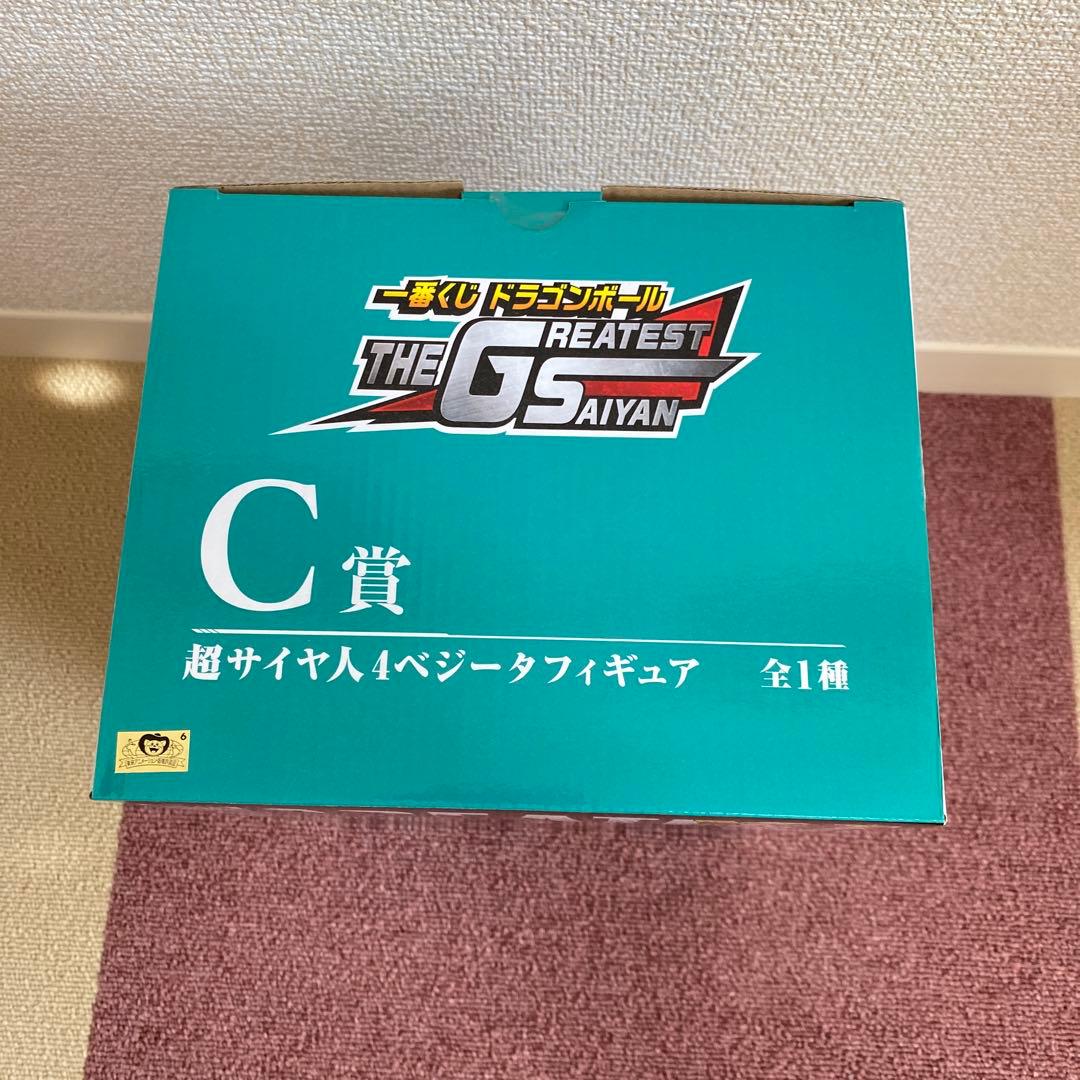 一番くじ ドラゴンボール
THE GREATEST
SAIYAN
C賞
超サイヤ人4ベジータフィギュア 全1種
6